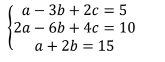 a − 3b + 2c = 5
2a − 6b + 4c = 10
a + 2b = 15